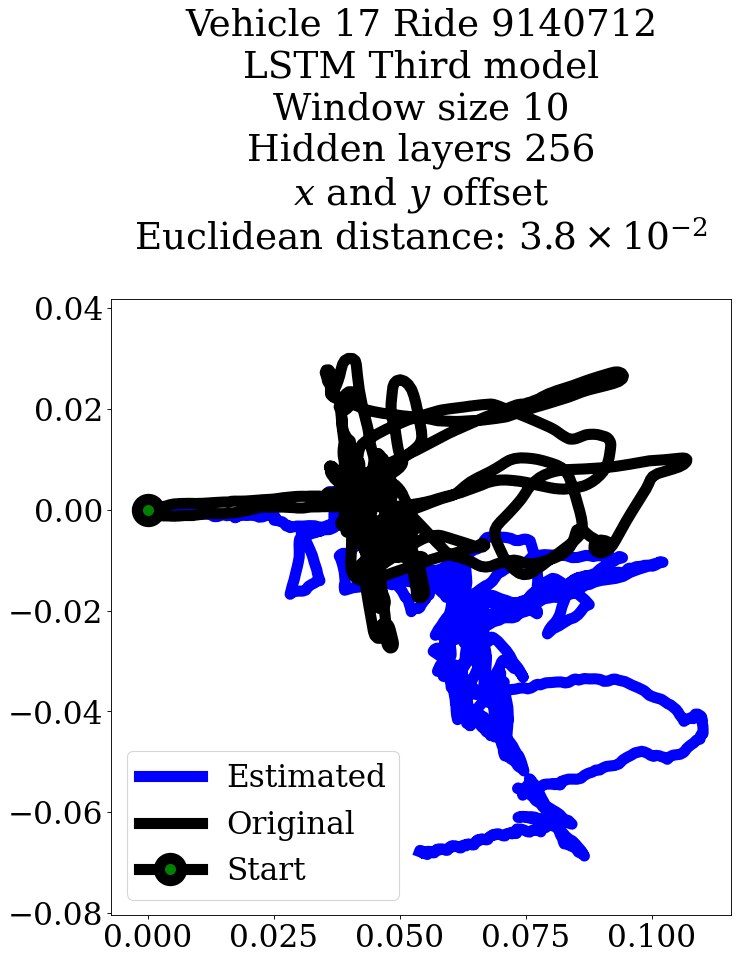 Vehicle 17 Ride 9140712
LSTM Third model
Window size 10
Hidden layers 256
x and y offset
Euclidean distance: 3.8 × 10⁻²
0.04
0.02
0.00
−0.02
−0.04
−0.06
−0.08
Estimated
Original
Start
0.000 0.025 0.050 0.075 0.100